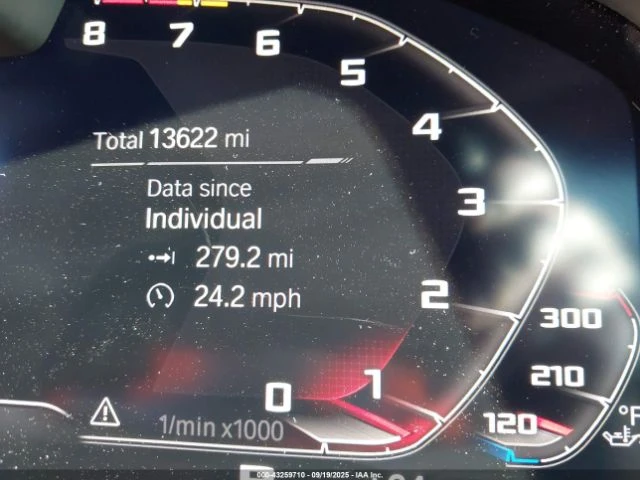 8 7 6 5 4 3 2 1 0
Total 13622 mi
Data since
Individual
279.2 mi
24.2 mph
1/min x1000
300
210
120
°F
000-43259710 - 09/19/2025 - IAA Inc.